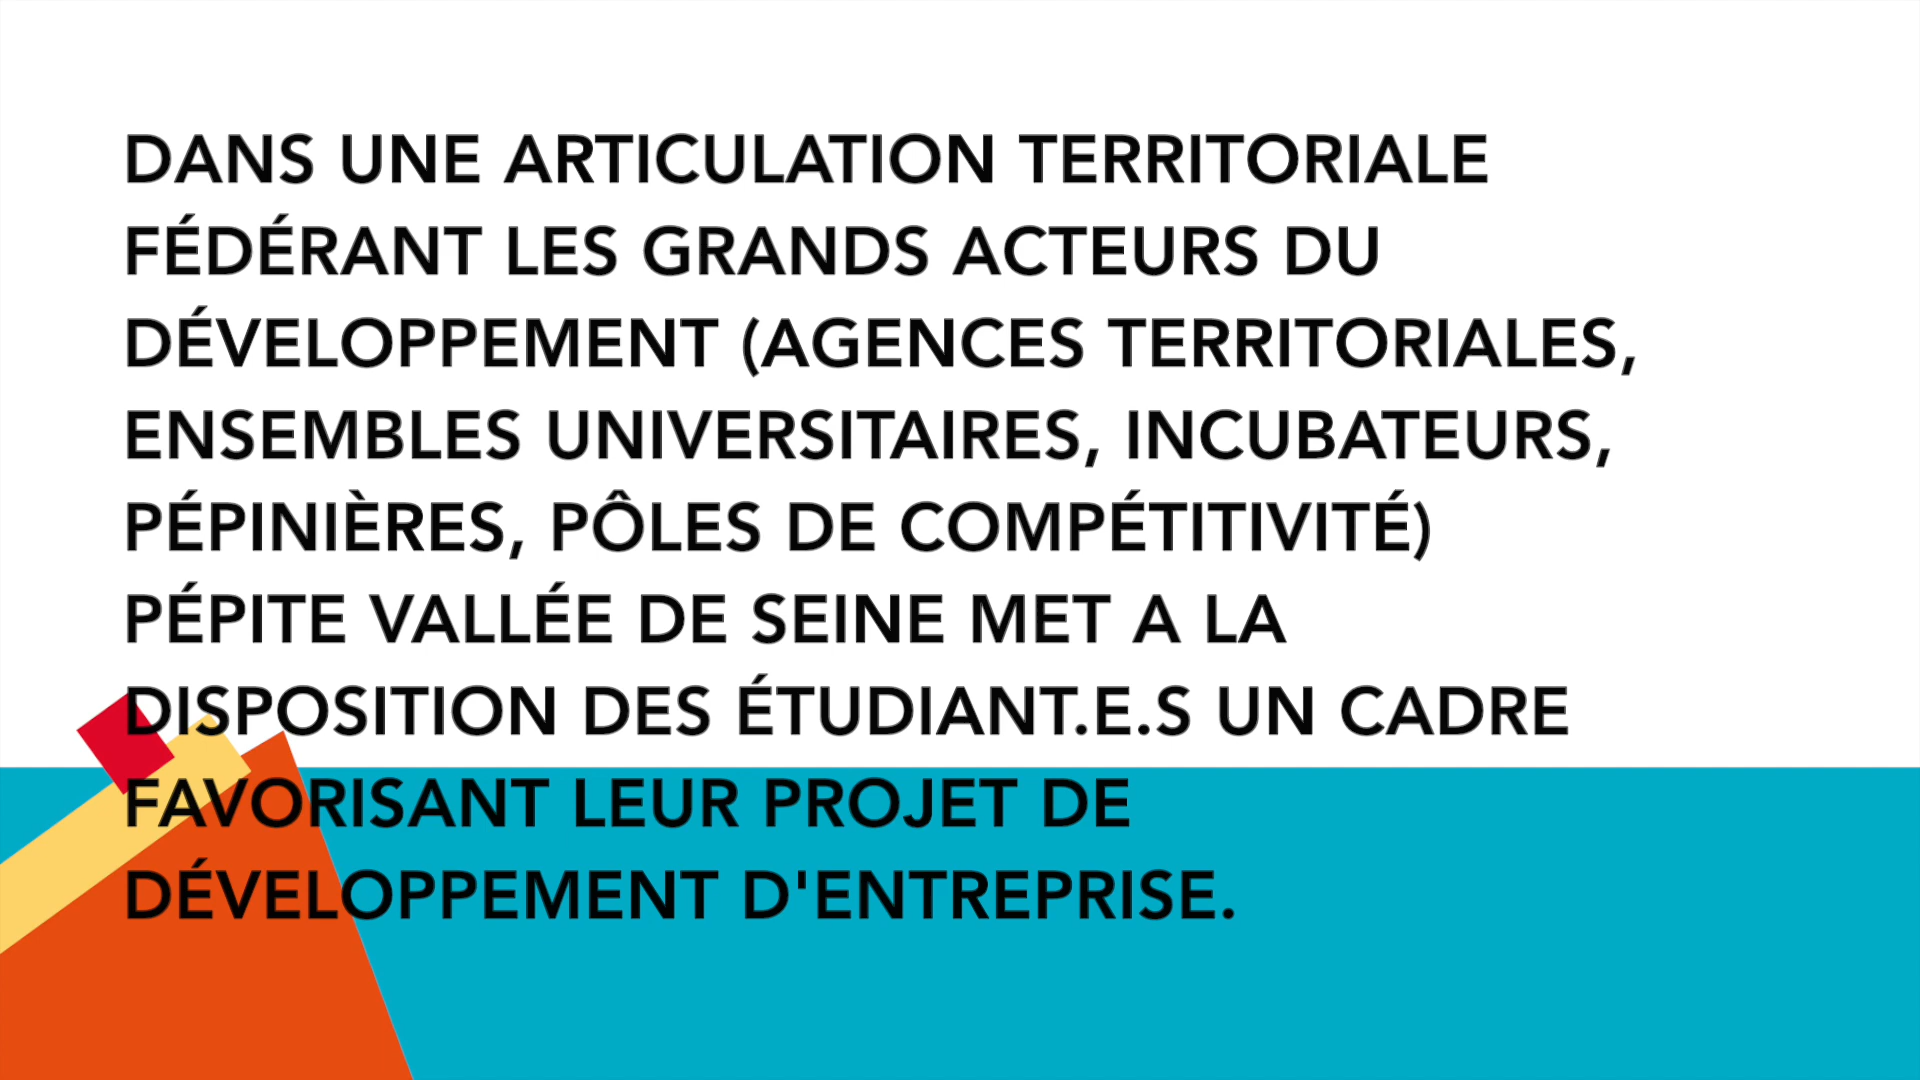 DANS UNE ARTICULATION TERRITORIALE
FÉDÉRANT LES GRANDS ACTEURS DU
DÉVELOPPEMENT (AGENCES TERRITORIALES,
ENSEMBLES UNIVERSITAIRES, INCUBATEURS,
PÉPINIÈRES, PÔLES DE COMPÉTITIVITÉ)
PÉPITE VALLÉE DE SEINE MET A LA
DISPOSITION DES ÉTUDIANT.E.S UN CADRE
FAVORISANT LEUR PROJET DE
DÉVELOPPEMENT D'ENTREPRISE.